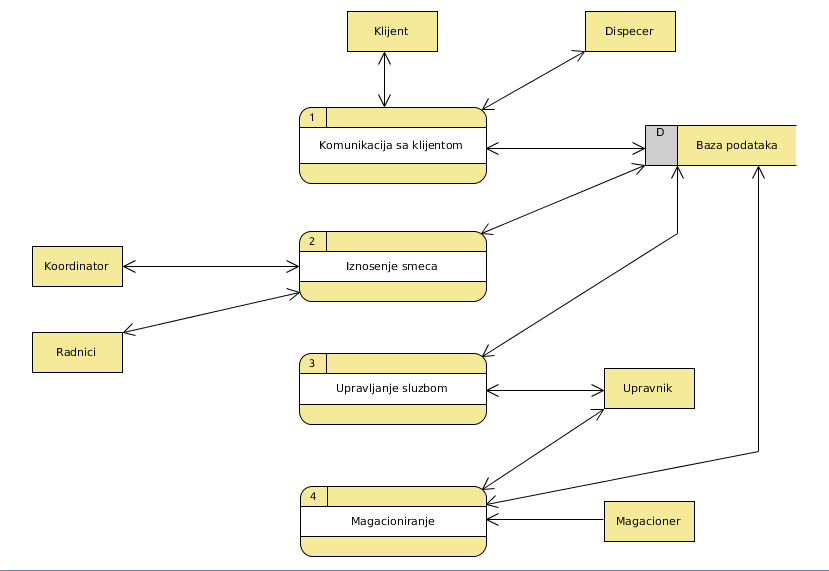 Klijent
Dispecer
1
Komunikacija sa klijentom
D
Baza podataka
2
Iznosenje smeca
Koordinator
Radnici
3
Upravljanje sluzbom
Upravnik
4
Magacioniranje
Magacioner